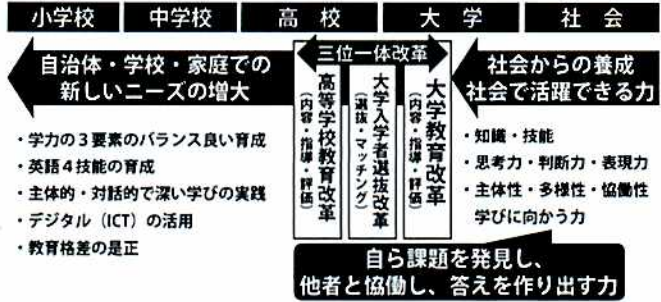 小学校 中学校 高校 大学 社会
三位一体改革
自治体・学校・家庭での
新しいニーズの増大
・学力の3要素のバランス良い育成
・英語4技能の育成
・主体的・対話的で深い学びの実践
・デジタル（ICT）の活用
・教育格差の是正
高等学校教育改革
（内容・指導・評価）
大学入学者選抜改革
（選抜・マッチング）
大学教育改革
（内容・指導・評価）
社会からの養成
社会で活躍できる力
・知識・技能
・思考力・判断力・表現力
・主体性・多様性・恊働性
学びに向かう力
自ら課題を発見し、
他者と恊働し、答えを作り出す力